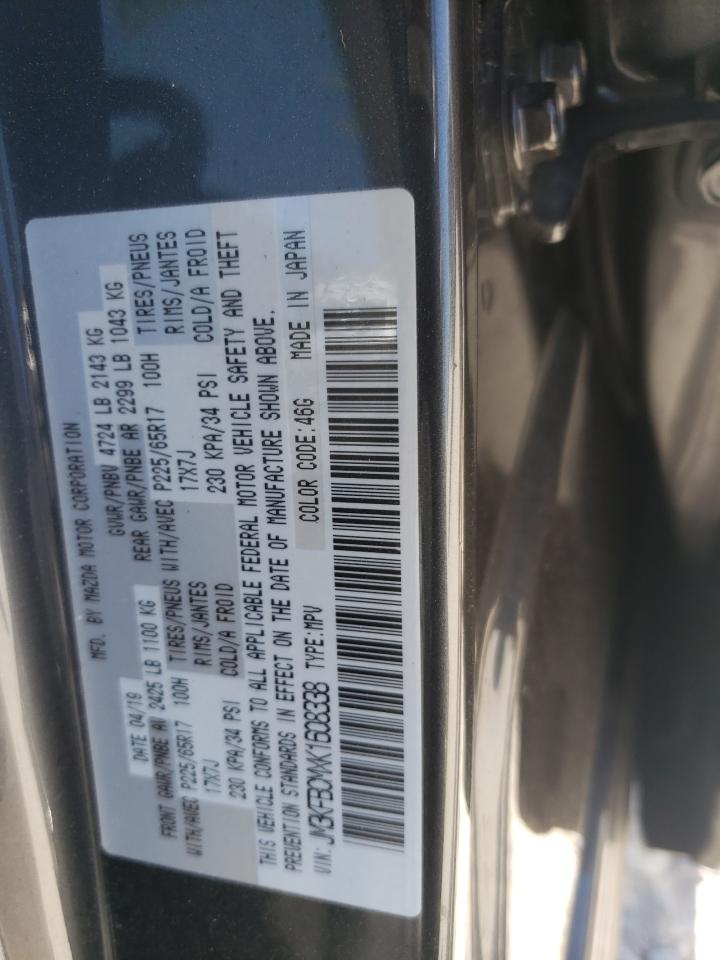 MFD. BY MAZDA MOTOR CORPORATION
DATE 04/19 GVWR/PNBV 4724 LB 2143 KG
FRONT GAWR/PNBE AV 2425 LB 1100 KG REAR GAWR/PNBE AR 2299 LB 1043 KG
WITH/AVEC P225/65R17 100H TIRES/PNEUS WITH/AVEC P225/65R17 100H TIRES/PNEUS
17X7J RIMS/JANTES 17X7J RIMS/JANTES
230 KPA/34 PSI COLD/A FROID 230 KPA/34 PSI COLD/A FROID
THIS VEHICLE CONFORMS TO ALL APPLICABLE FEDERAL MOTOR VEHICLE SAFETY AND THEFT
PREVENTION STANDARDS IN EFFECT ON THE DATE OF MANUFACTURE SHOWN ABOVE.
VIN: JM3KFBCMXK1608338 TYPE:MPV COLOR CODE:46G MADE IN JAPAN